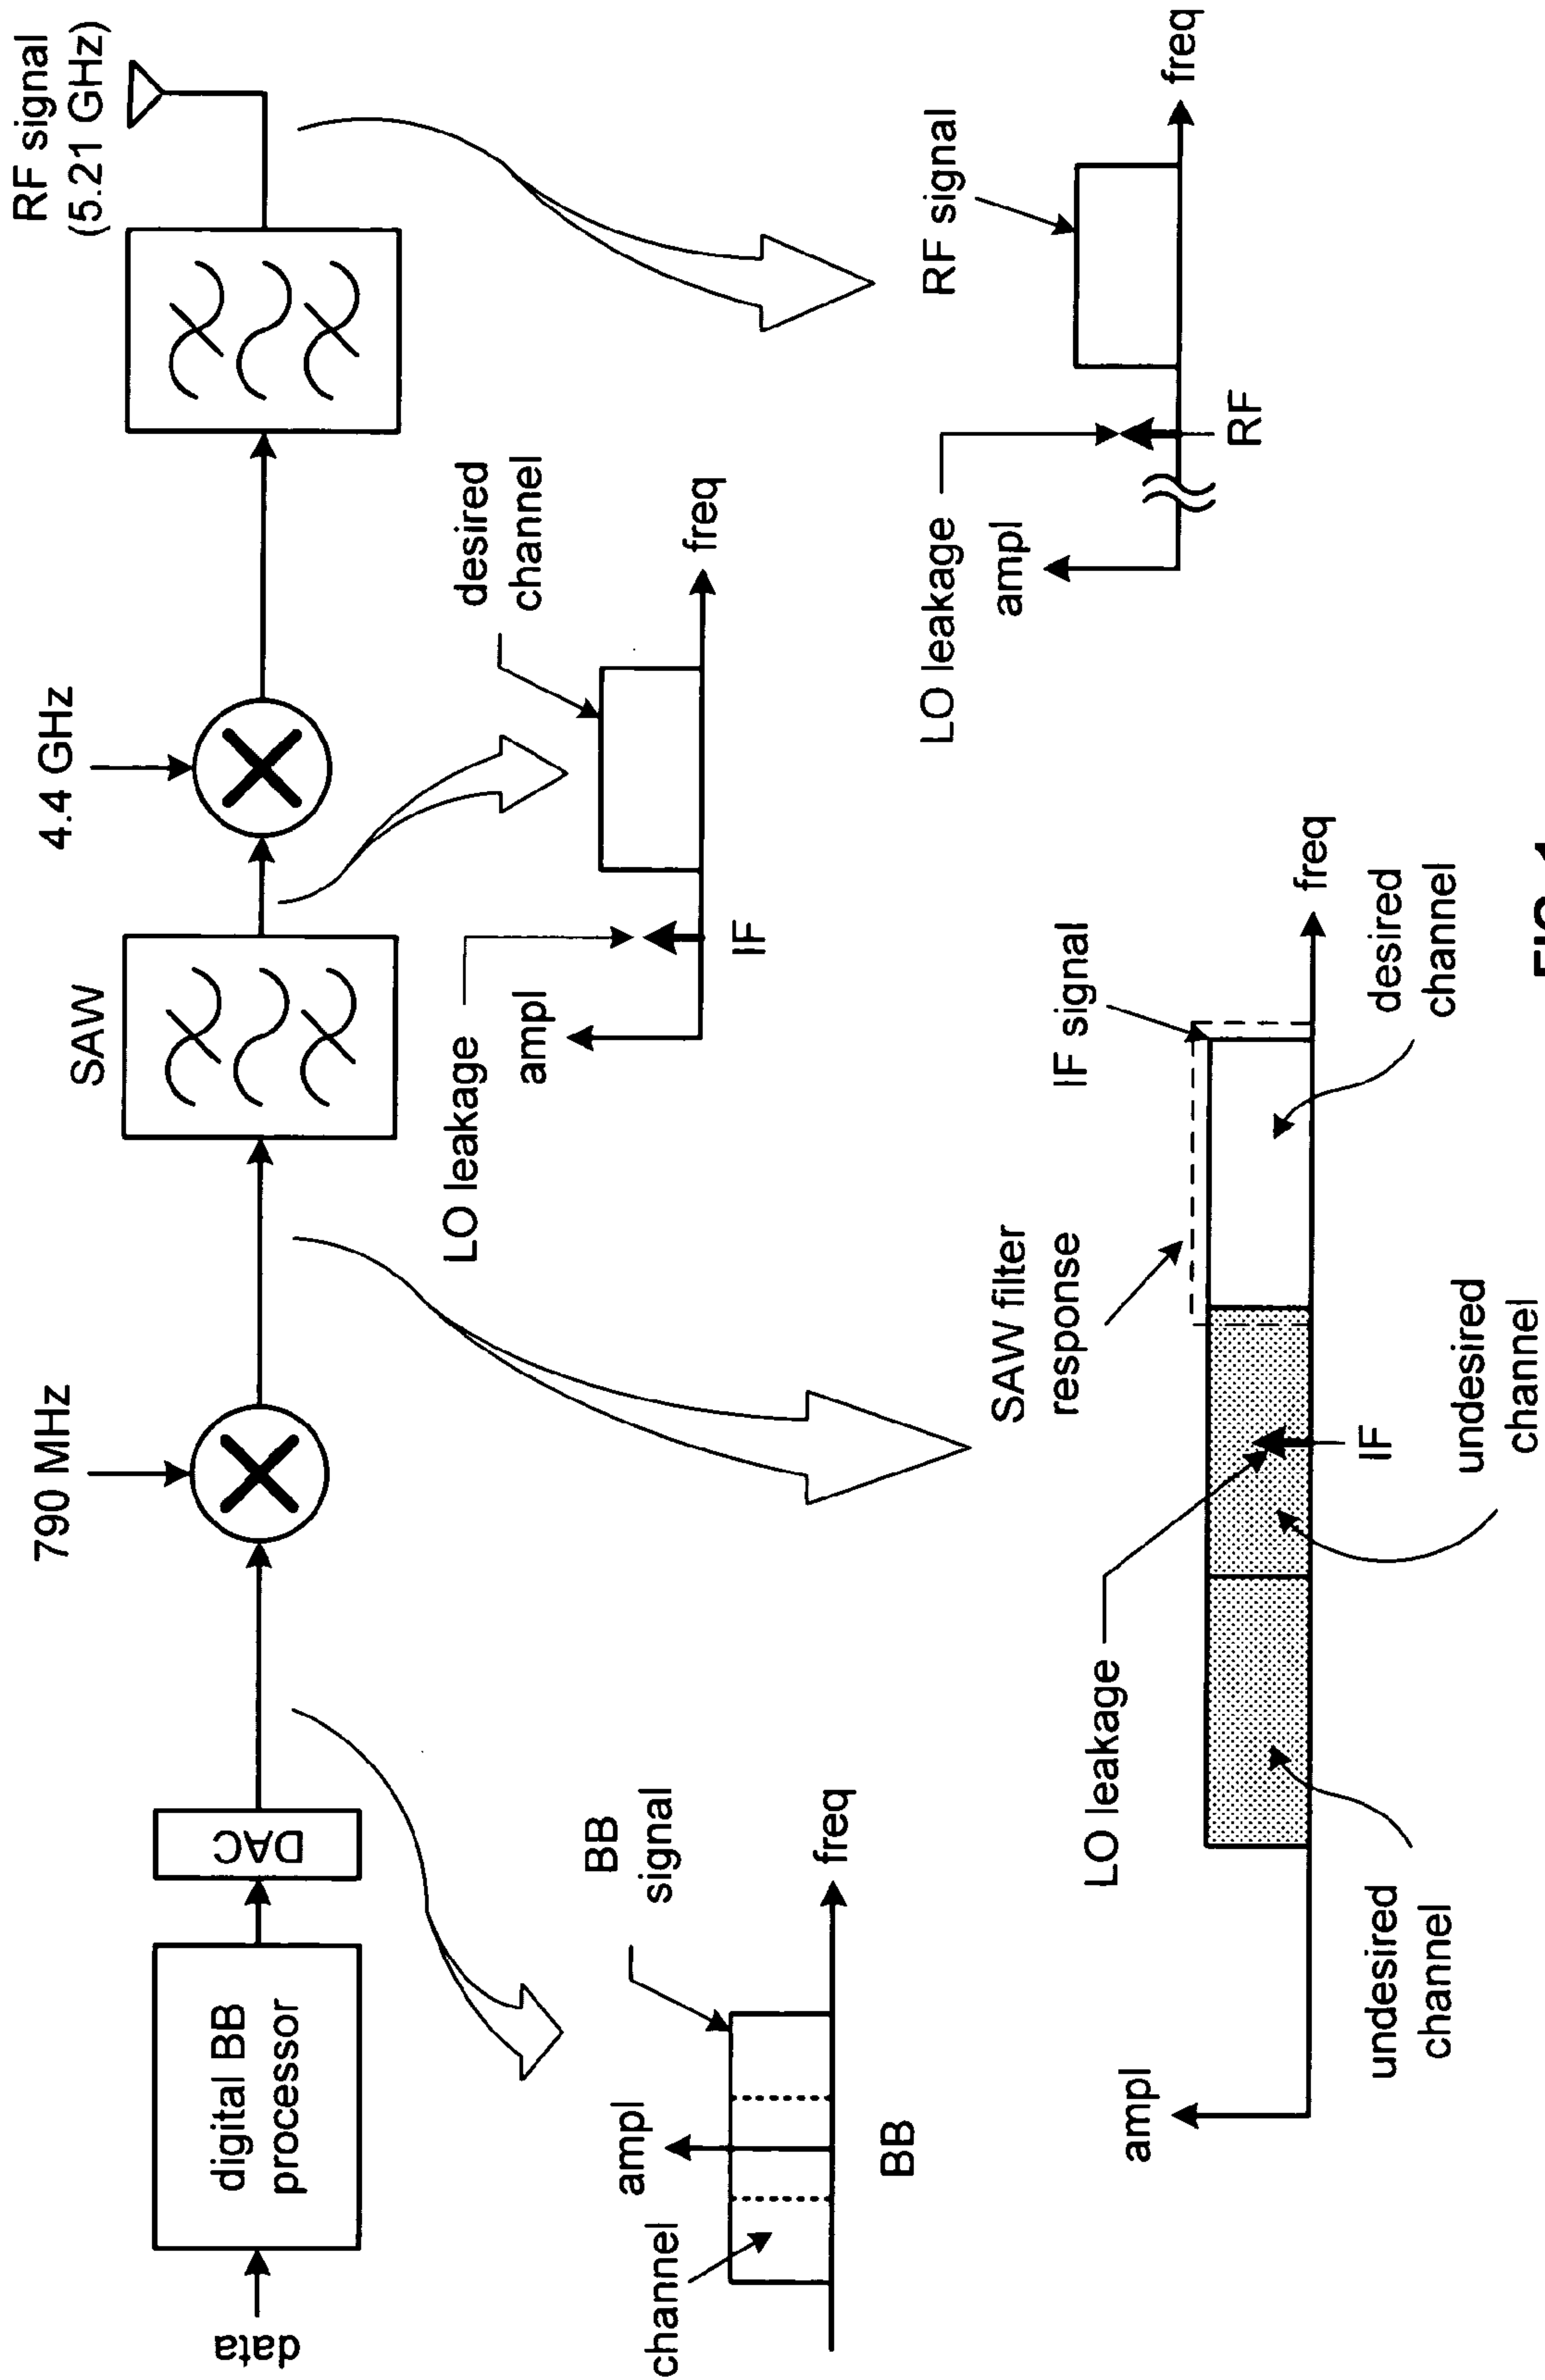 data
digital BB
processor
DAC
790 MHz
SAW
4.4 GHz
RF signal
(5.21 GHz)
channel
ampl
BB
signal
freq
BB
LO leakage
ampl
IF
desired
channel
freq
LO leakage
ampl
RF
RF signal
freq
ampl
undesired
channel
LO leakage
SAW filter
response
IF signal
IF
undesired
channel
desired
channel
freq